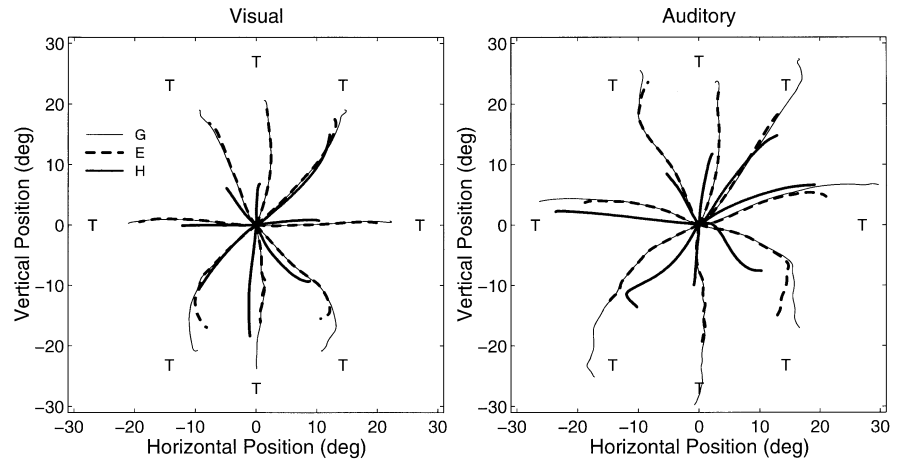 Visual
Auditory
30
20
10
0
−10
−20
−30
−30
−20
−10
0
10
20
30
Vertical Position (deg)
Horizontal Position (deg)
T
T
T
T
T
T
T
T
G
E
H
30
20
10
0
−10
−20
−30
−30
−20
−10
0
10
20
30
Vertical Position (deg)
Horizontal Position (deg)
T
T
T
T
T
T
T
T